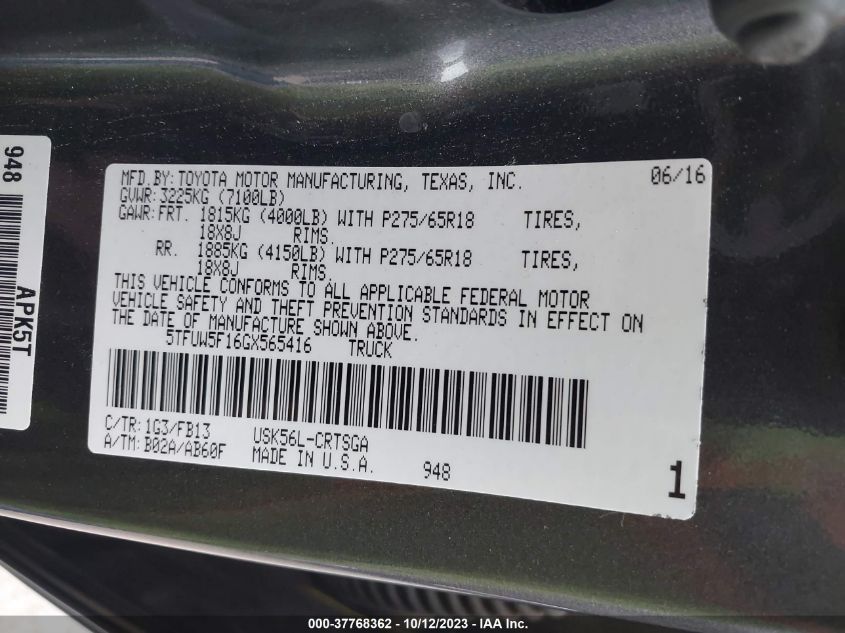 948
APK5T
948
MFD.BY:TOYOTA MOTOR MANUFACTURING, TEXAS, INC. 06/16
GVWR:3225KG (7100LB)
GAWR:FRT. 1815KG (4000LB) WITH P275/65R18 TIRES,
18X8J RIMS.
RR. 1885KG (4150LB) WITH P275/65R18 TIRES,
18X8J RIMS.
THIS VEHICLE CONFORMS TO ALL APPLICABLE FEDERAL MOTOR
VEHICLE SAFETY AND THEFT PREVENTION STANDARDS IN EFFECT ON
THE DATE OF MANUFACTURE SHOWN ABOVE.
5TFUW5F16GX565416 TRUCK
C/TR:1G3/FB13 USK56L-CRTSGA
A/TM:B02A/AB60F MADE IN U.S.A. 948
1
000-37768362 - 10/12/2023 - IAA Inc.